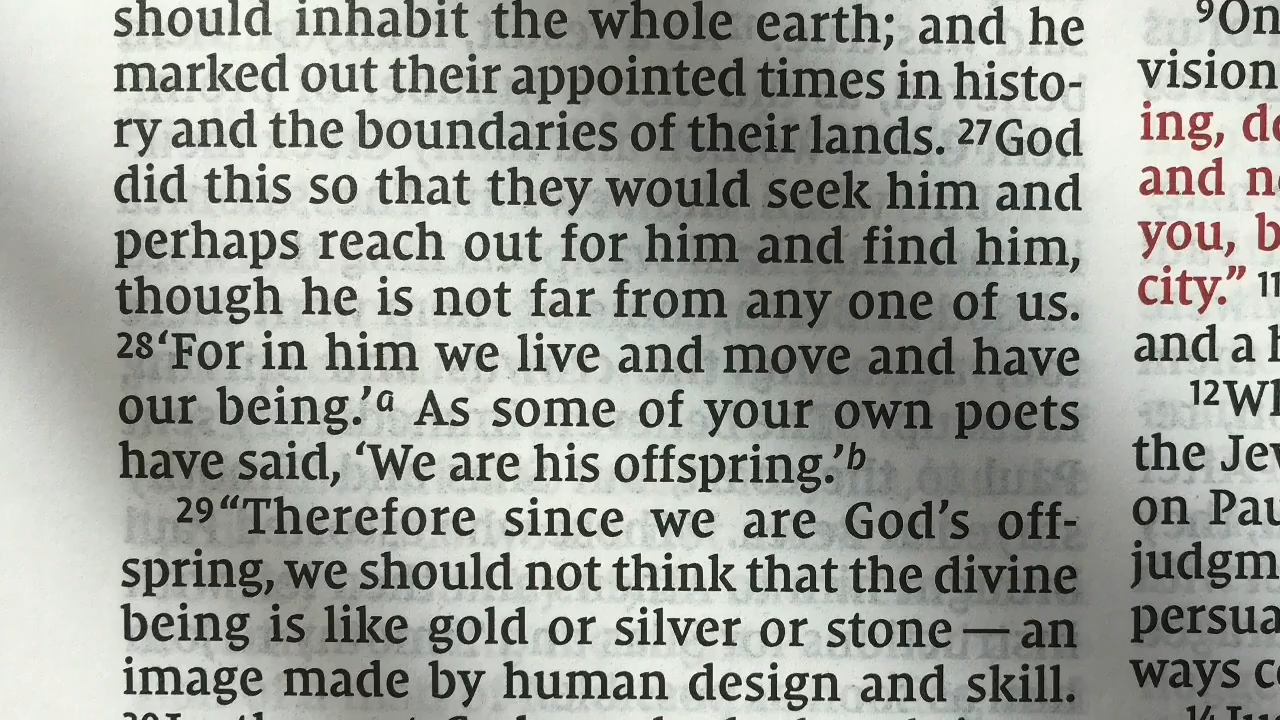 should inhabit the whole earth; and he
marked out their appointed times in histo-
ry and the boundaries of their lands. 27God
did this so that they would seek him and
perhaps reach out for him and find him,
though he is not far from any one of us.
28‘For in him we live and move and have
our being.’a As some of your own poets
have said, ‘We are his offspring.’b
29“Therefore since we are God’s off-
spring, we should not think that the divine
being is like gold or silver or stone — an
image made by human design and skill.
9On
vision
ing,
and
you,
city.” 11
and a
12
the
on
ways